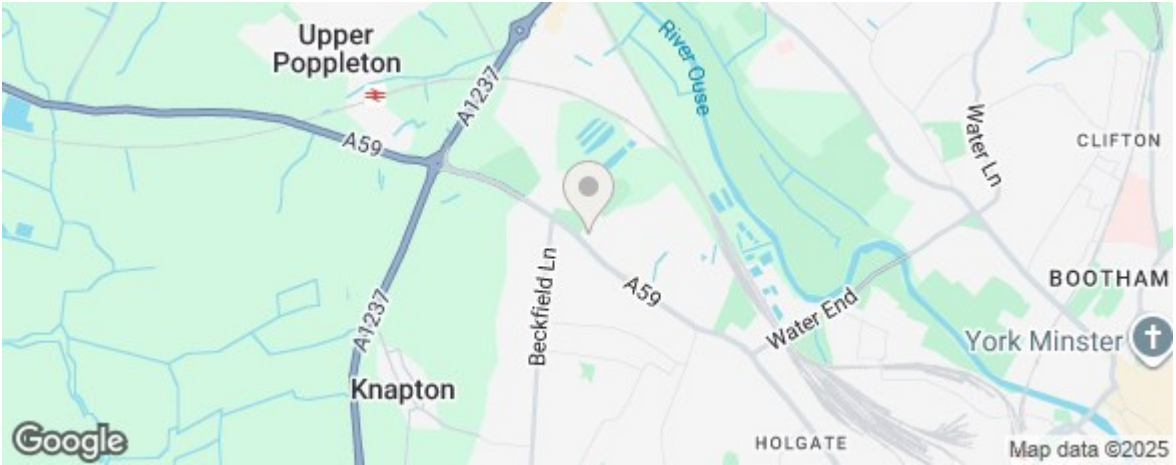 Upper
Poppleton
River Ouse
A1237
A59
Water Ln
CLIFTON
Beckfield Ln
A59
BOOTHAM
A1237
Water End
York Minster
Knapton
HOLGATE
Google
Map data ©2025